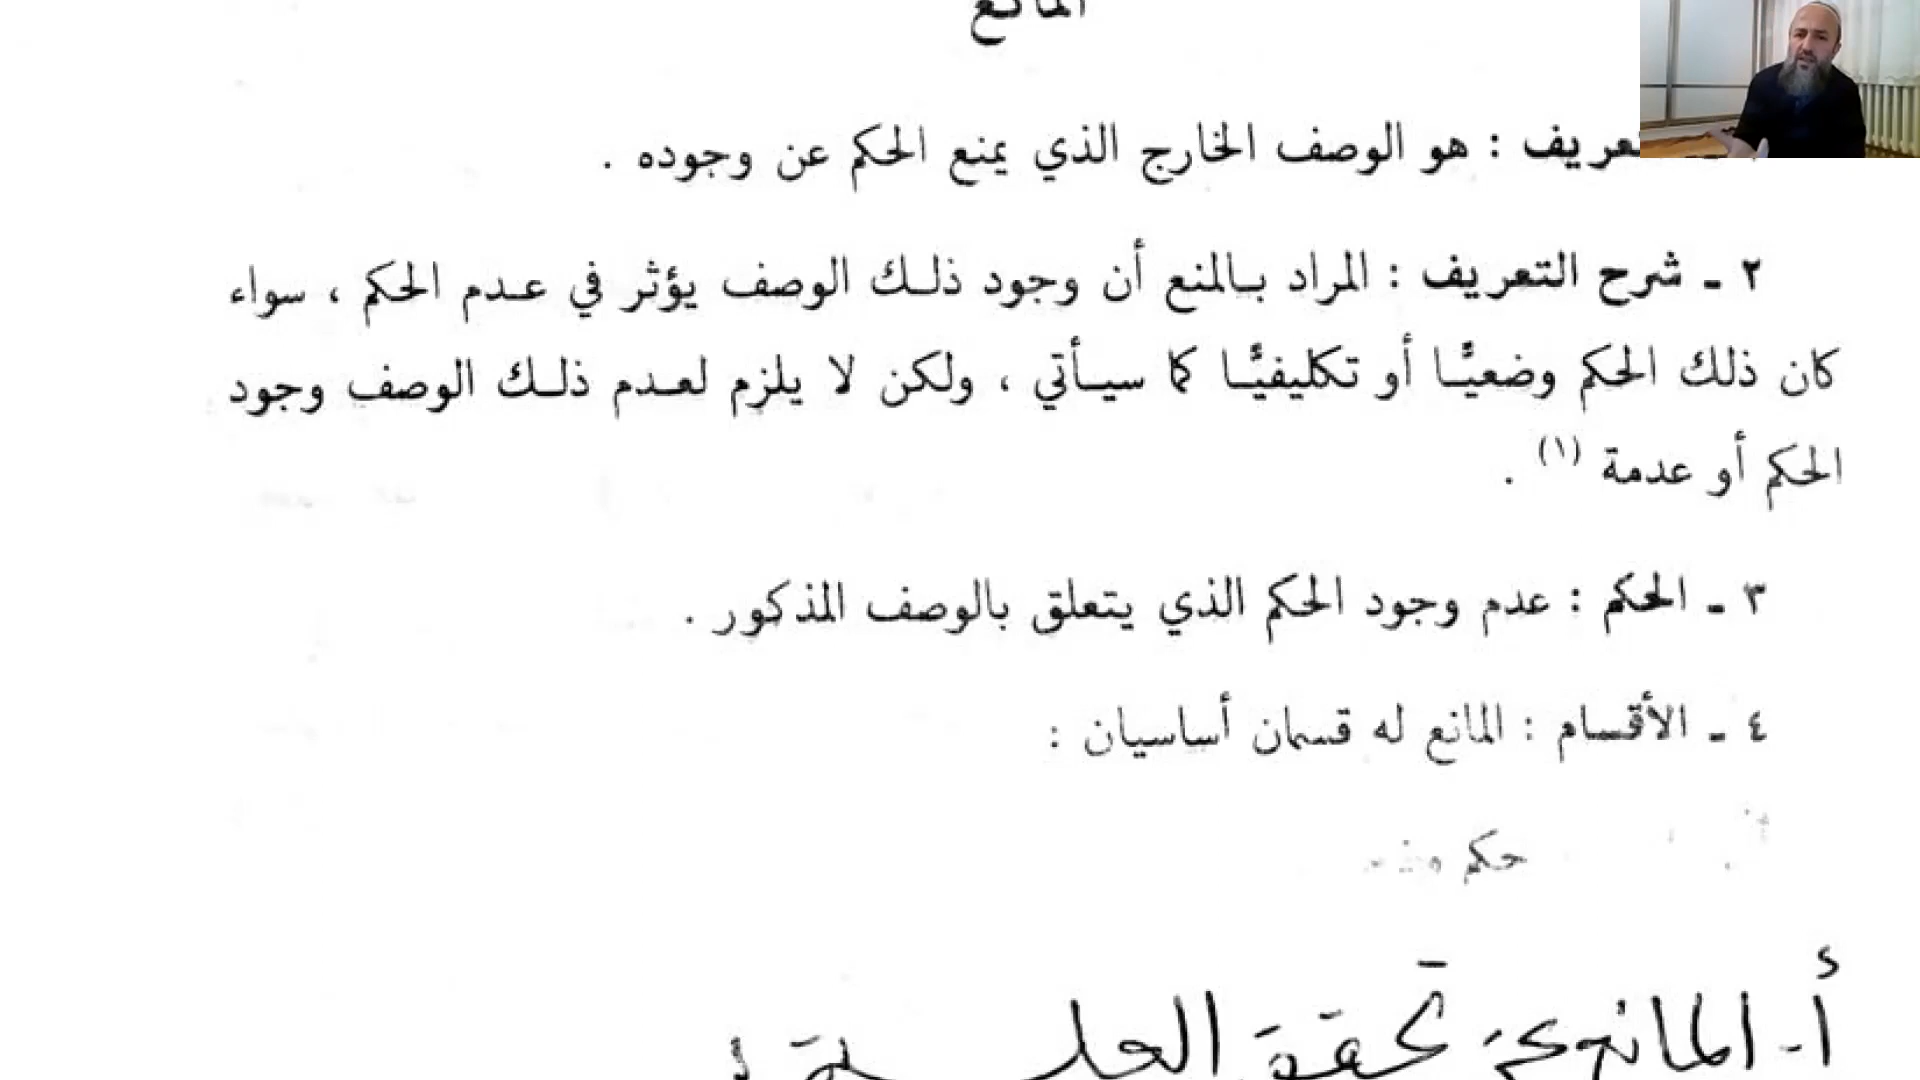 المانع
تعريف : هو الوصف الخارج الذي يمنع الحكم عن وجوده .
٢ ـ شرح التعريف : المراد بالمنع أن وجود ذلك الوصف يؤثر في عدم الحكم ، سواء
كان ذلك الحكم وضعيًّا أو تكليفيًّا كما سيأتي ، ولكن لا يلزم لعدم ذلك الوصف وجود
الحكم أو عدمة (١) .
٣ ـ الحكم : عدم وجود الحكم الذي يتعلق بالوصف المذكور .
٤ ـ الأقسام : المانع له قسمان أساسيان :
حكم
أ - المانع